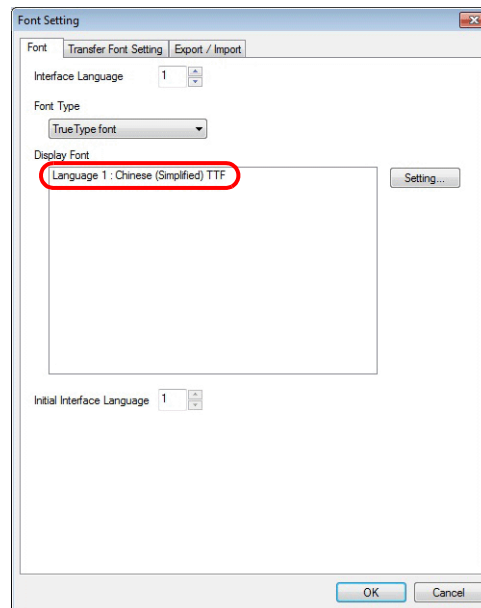 Font Setting
Font Transfer Font Setting Export / Import
Interface Language 1
Font Type
TrueType font
Display Font
Language 1 : Chinese (Simplified) TTF
Setting...
Initial Interface Language 1
OK Cancel